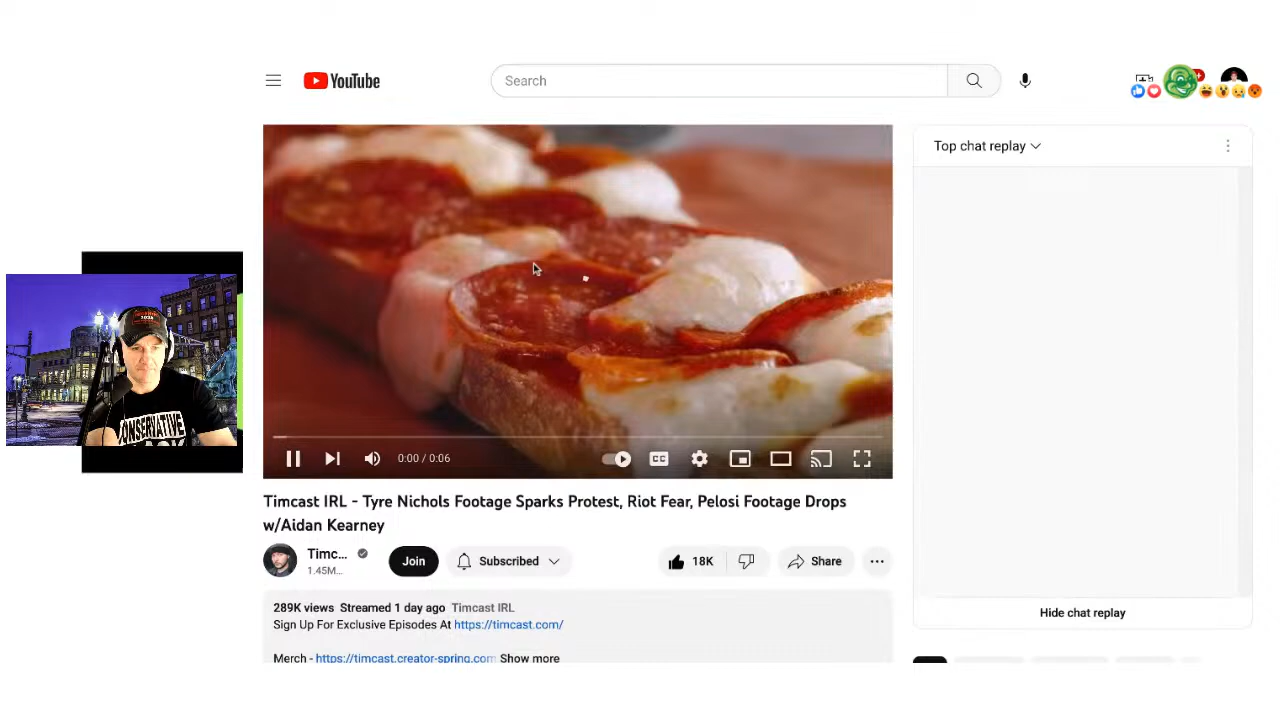 YouTube
Search
Top chat replay
2024
0:00 / 0:06
CC
Timcast IRL - Tyre Nichols Footage Sparks Protest, Riot Fear, Pelosi Footage Drops
w/Aidan Kearney
Timc...
1.45M...
Join
Subscribed
18K
Share
289K views Streamed 1 day ago Timcast IRL
Sign Up For Exclusive Episodes At https://timcast.com/
Merch - https://timcast.creator-spring.com Show more
Hide chat replay
ONSERVATIVE